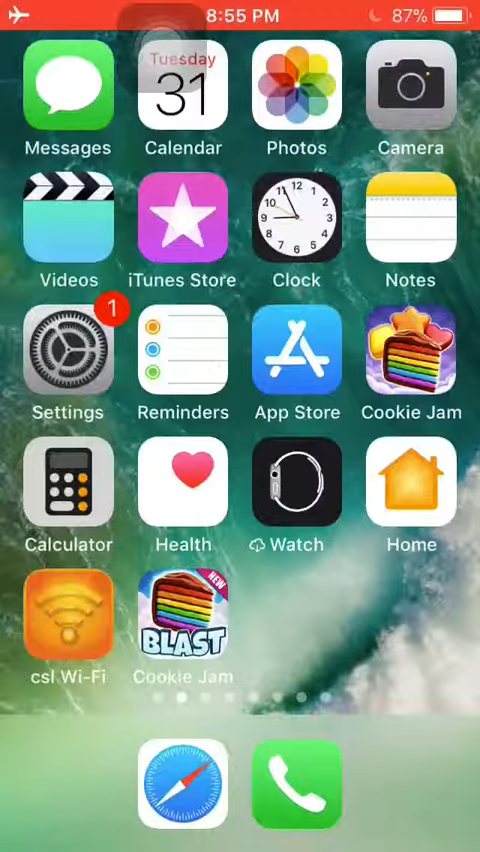 8:55 PM 87%
Tuesday
31
Messages Calendar Photos Camera
12 1 2 3 4 5 6 7 8 9 10 11
Videos iTunes Store Clock Notes
1
Settings Reminders App Store Cookie Jam
Calculator Health Watch Home
NEW
BLAST
csl Wi-Fi Cookie Jam